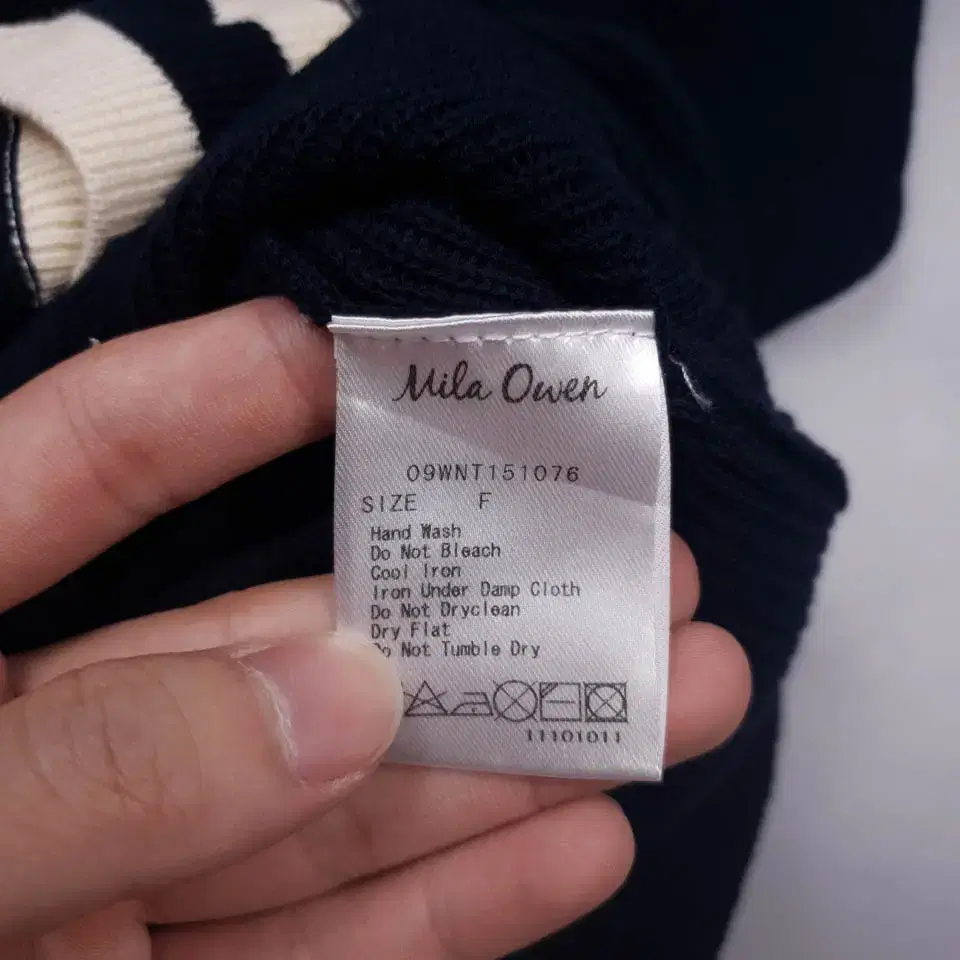 Mila Owen
09WNT151076
SIZE F
Hand Wash
Do Not Bleach
Cool Iron
Iron Under Damp Cloth
Do Not Dryclean
Dry Flat
Do Not Tumble Dry
11101011